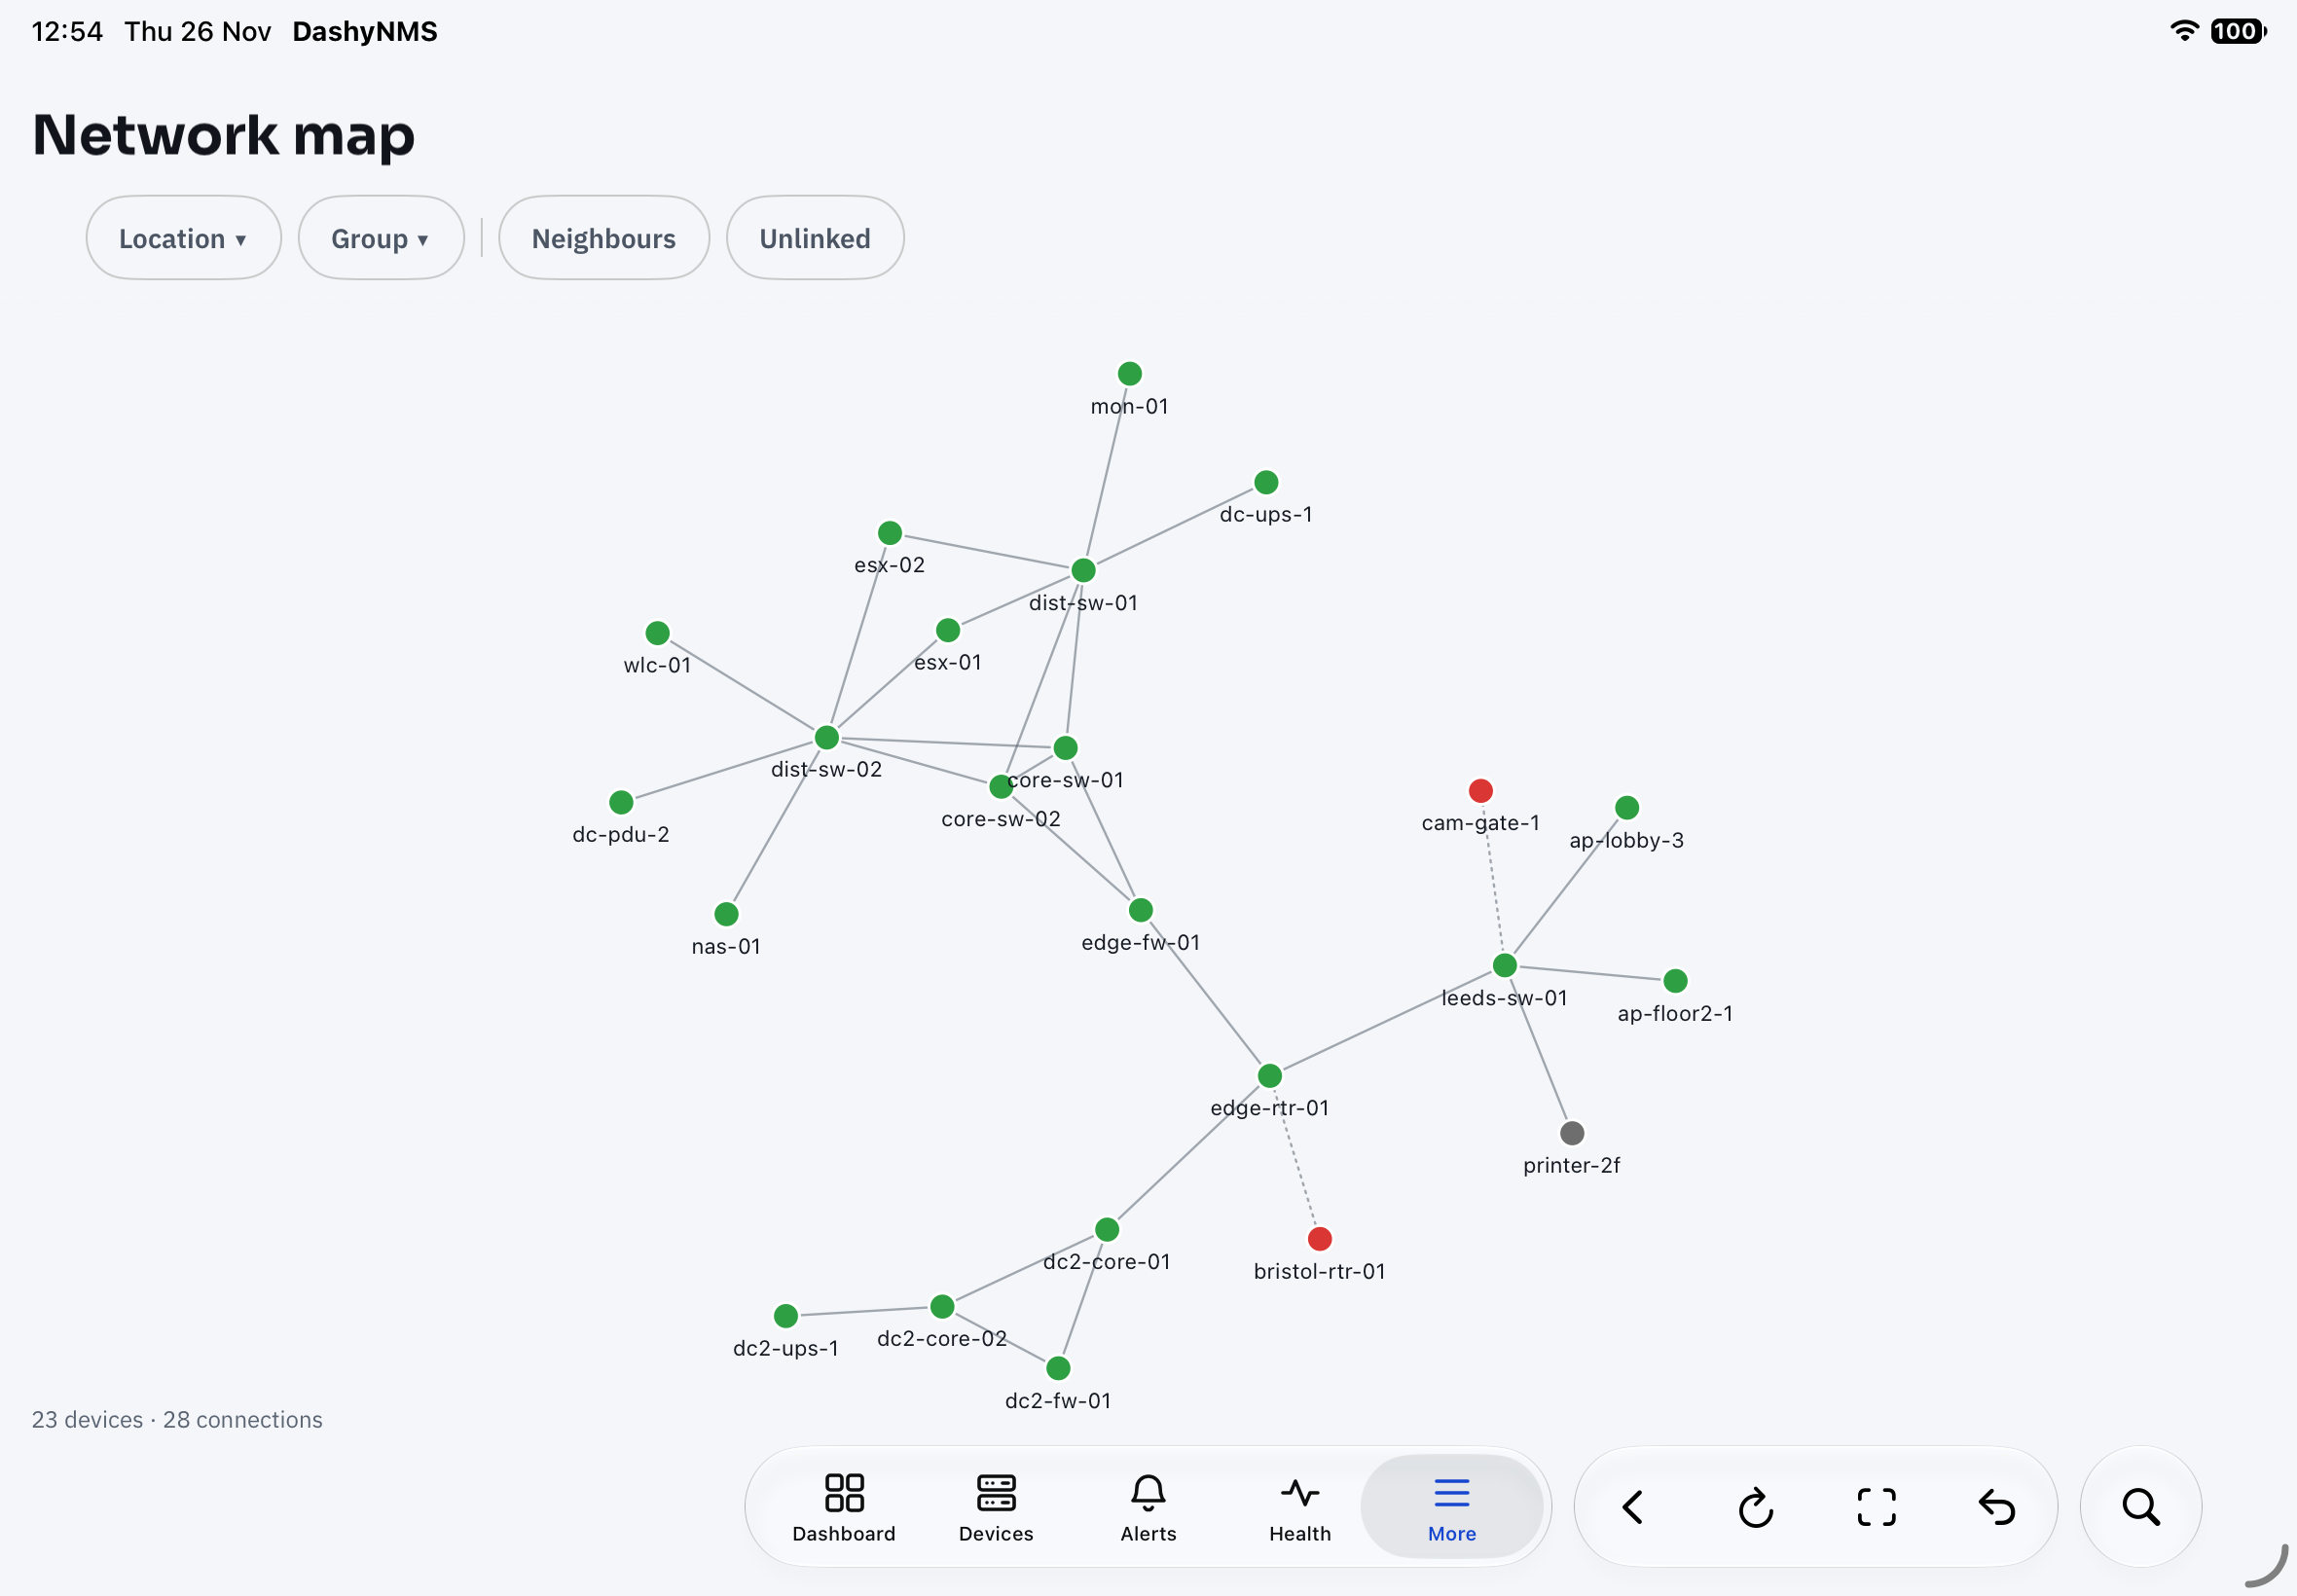 12:54 Thu 26 Nov DashyNMS
100
Network map
Location ▾
Group ▾
Neighbours
Unlinked
mon-01
dc-ups-1
esx-02
dist-sw-01
wlc-01
esx-01
dist-sw-02
core-sw-01
core-sw-02
dc-pdu-2
cam-gate-1
ap-lobby-3
nas-01
edge-fw-01
leeds-sw-01
ap-floor2-1
edge-rtr-01
printer-2f
dc2-core-01
bristol-rtr-01
dc2-core-02
dc2-ups-1
dc2-fw-01
23 devices · 28 connections
Dashboard
Devices
Alerts
Health
More